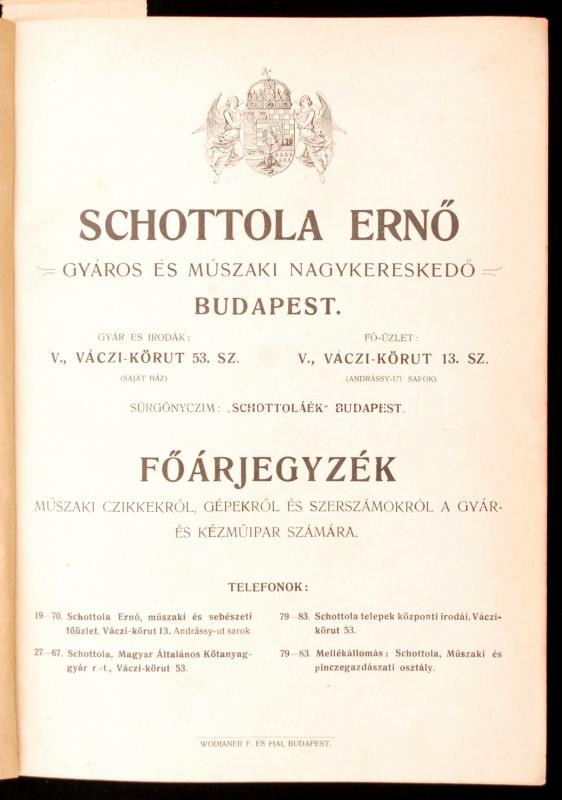 SCHOTTOLA ERNŐ
GYÁROS ÉS MŰSZAKI NAGYKERESKEDŐ
BUDAPEST.
GYÁR ÉS IRODÁK:
V., VÁCZI-KÖRUT 53. SZ.
(SAJÁT HÁZ)
FŐ-ÜZLET:
V., VÁCZI-KÖRUT 13. SZ.
(ANDRÁSSY-UT SAROK).
SÜRGÖNYCZIM: „SCHOTTOLÁÉK“ BUDAPEST.
FŐÁRJEGYZÉK
MŰSZAKI CZIKKEKRŐL, GÉPEKRŐL ÉS SZERSZÁMOKRÓL A GYÁR-
ÉS KÉZMŰIPAR SZÁMÁRA.
TELEFONOK:
19—70. Schottola Ernő, műszaki és sebészeti
főüzlet, Váczi-körut 13. Andrássy-ut sarok.
27—67. Schottola, Magyar Általános Kötanyag-
gyár r.-t., Váczi-körut 53.
79—83. Schottola telepek központi irodái, Váczi-
körut 53.
79—83. Mellékállomás: Schottola, Műszaki és
pinczegazdászati osztály.
WODIANER F. ÉS FIAI, BUDAPEST.